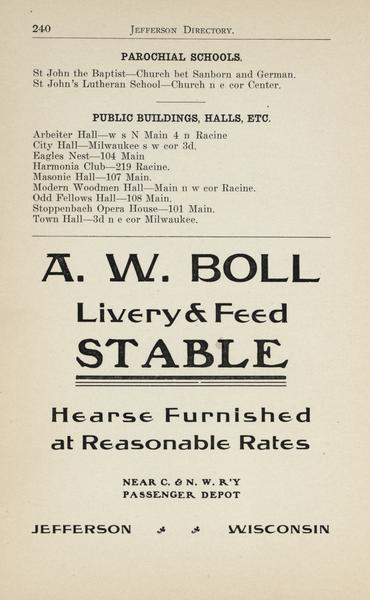 240 JEFFERSON DIRECTORY.
PAROCHIAL SCHOOLS.
St John the Baptist—Church bet Sanborn and German.
St John's Lutheran School—Church n e cor Center.
PUBLIC BUILDINGS, HALLS, ETC.
Arbeiter Hall—w s N Main 4 n Racine
City Hall—Milwaukee s w cor 3d.
Eagles Nest—104 Main
Harmonia Club—219 Racine.
Masonic Hall—107 Main.
Modern Woodmen Hall—Main n w cor Racine.
Odd Fellows Hall—108 Main.
Stoppenbach Opera House—101 Main.
Town Hall—3d n e cor Milwaukee.
A. W. BOLL
Livery & Feed
STABLE
Hearse Furnished
at Reasonable Rates
NEAR C. & N. W. R'Y
PASSENGER DEPOT
JEFFERSON WISCONSIN